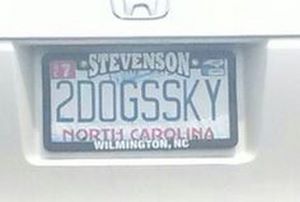 STEVENSON
2DOGSSKY
NORTH CAROLINA
WILMINGTON, NC